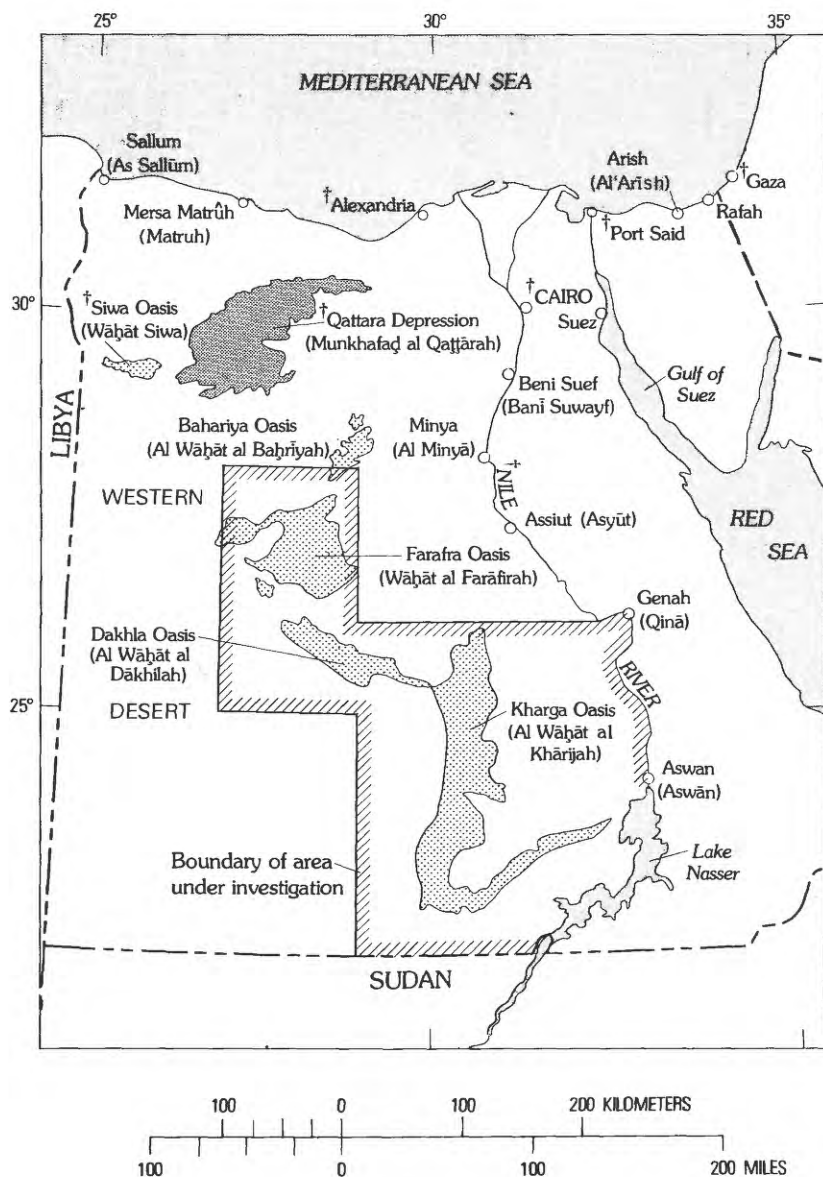 25°
30°
35°
MEDITERRANEAN SEA
Sallum
(As Sallūm)
Mersa Matrûh
(Matruh)
†Alexandria
Arish
(Al'Arīsh)
†Gaza
Rafah
†Port Said
30°
†Siwa Oasis
(Wāḥāt Siwa)
†Qattara Depression
(Munkhafaḍ al Qaṭṭārah)
†CAIRO
Suez
Gulf of
Suez
Beni Suef
(Banī Suwayf)
LIBYA
Bahariya Oasis
(Al Wāḥāt al Baḥrīyah)
Minya
(Al Minyā)
†NILE
WESTERN
Assiut (Asyūt)
RED
SEA
Farafra Oasis
(Wāḥāt al Farāfirah)
Genah
(Qinā)
Dakhla Oasis
(Al Wāḥāt al
Dākhilah)
RIVER
25°
DESERT
Kharga Oasis
(Al Wāḥāt al
Khārijah)
Aswan
(Aswān)
Boundary of area
under investigation
Lake
Nasser
SUDAN
100 0 100 200 KILOMETERS
100 0 100 200 MILES